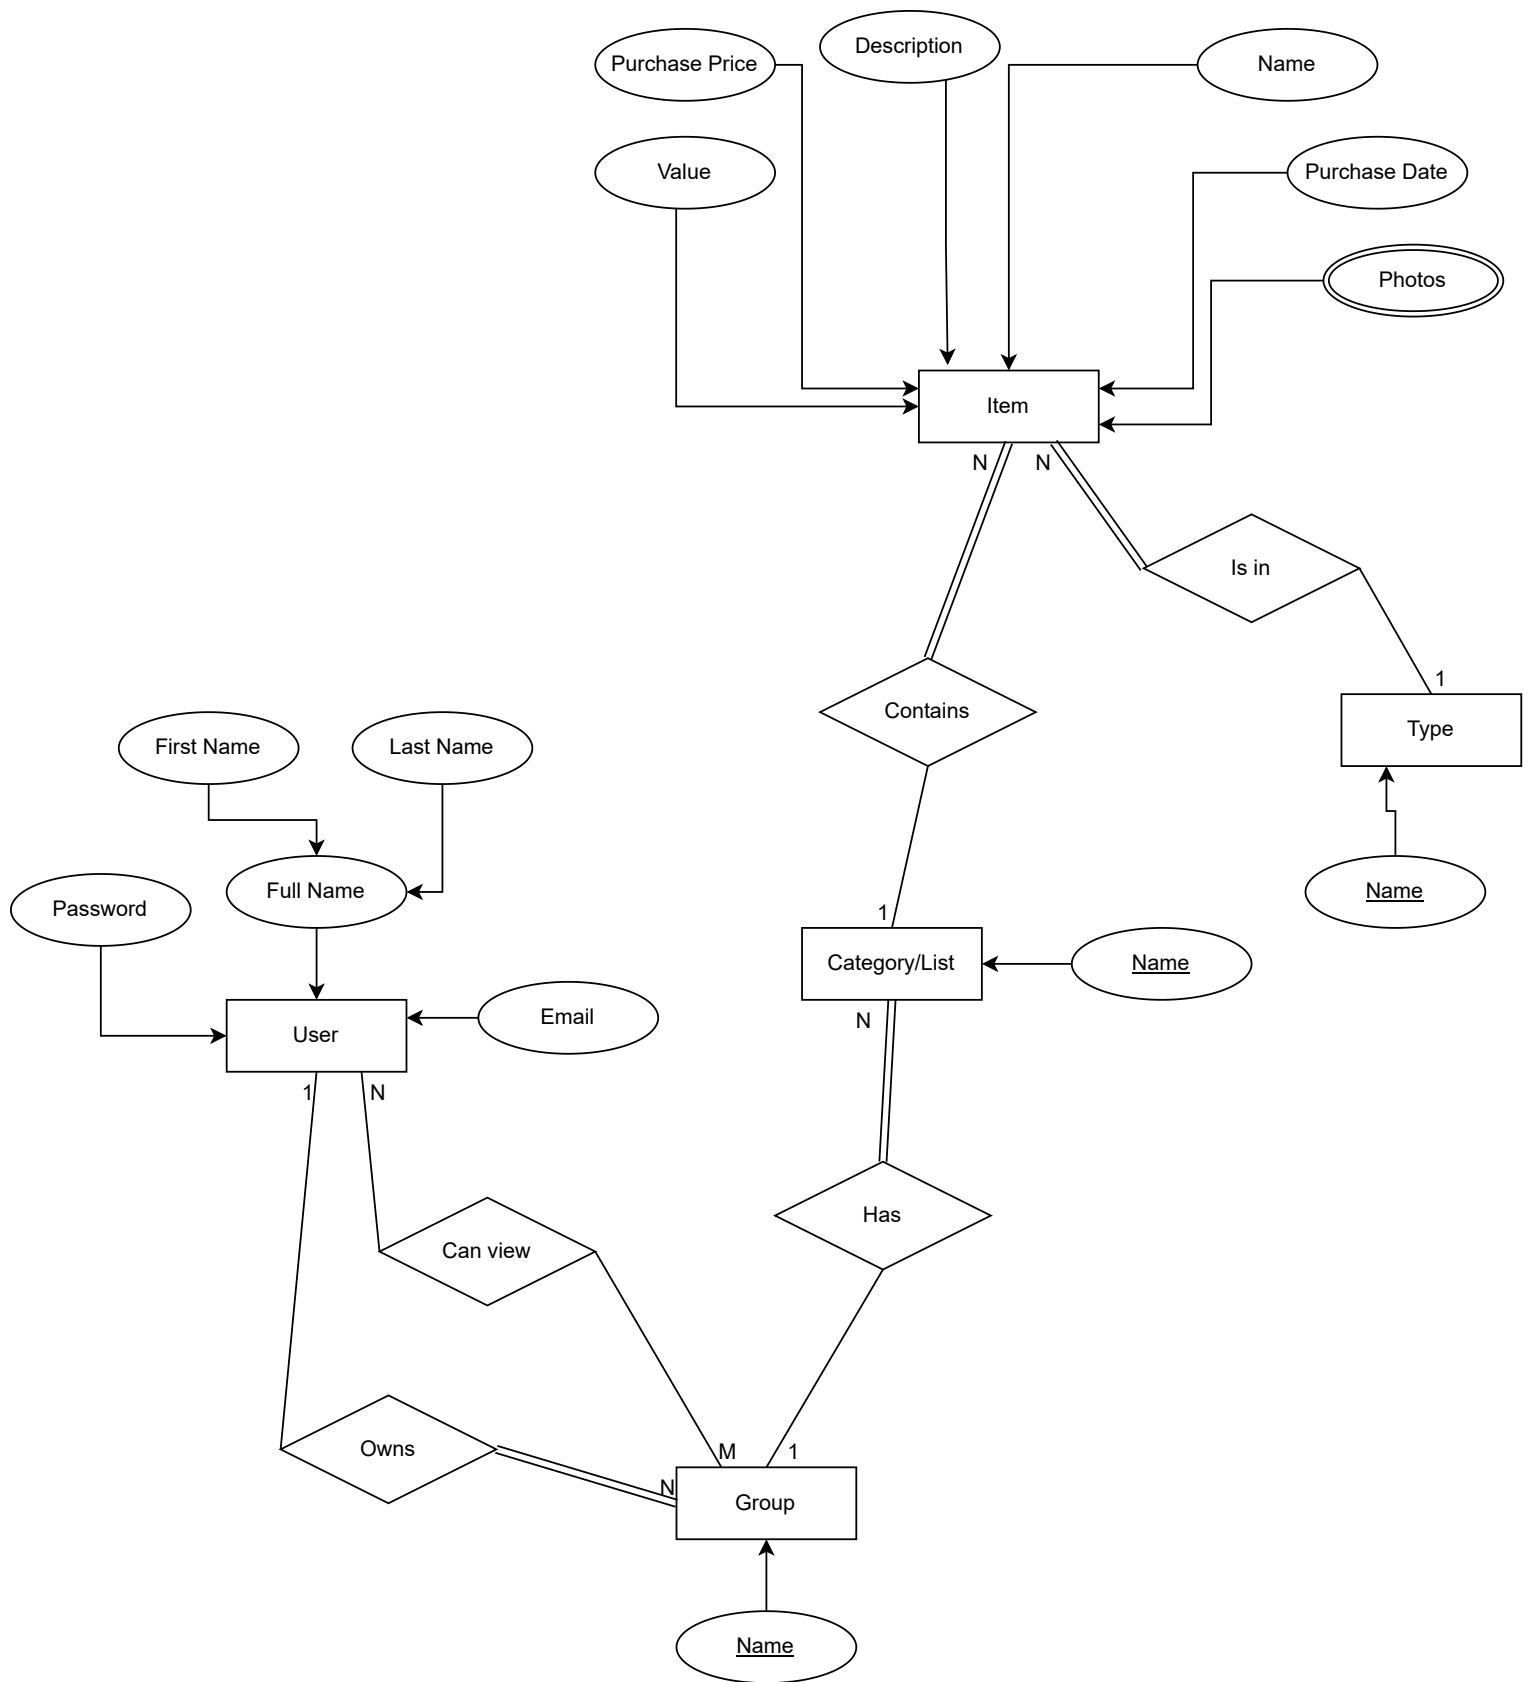 Description
Purchase Price
Name
Value
Purchase Date
Photos
Item
N
N
Is in
1
Contains
Type
First Name
Last Name
Full Name
Name
Password
1
Category/List
Name
Email
N
User
1
N
Has
Can view
Owns
M
1
N
Group
Name